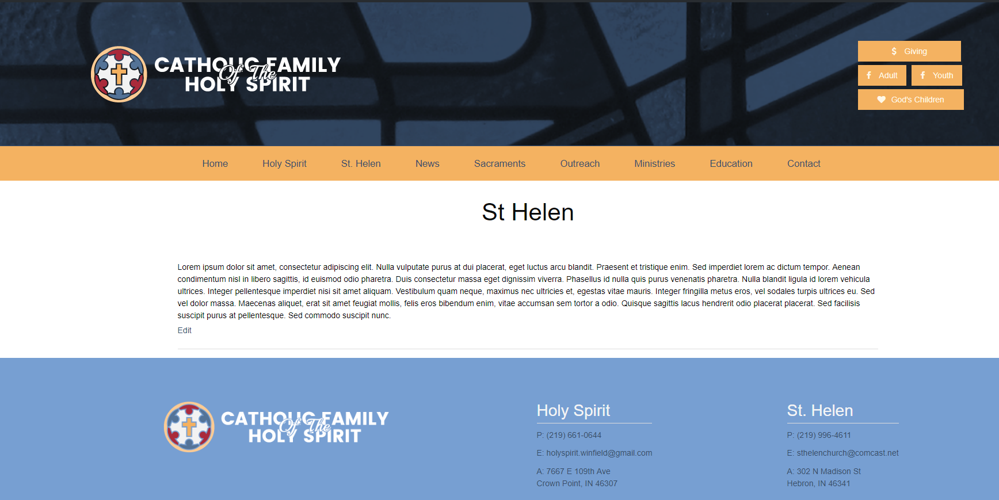 CATHOLIC FAMILY
Of The
HOLY SPIRIT
Giving
Adult
Youth
God's Children
Home
Holy Spirit
St. Helen
News
Sacraments
Outreach
Ministries
Education
Contact
St Helen
Lorem ipsum dolor sit amet, consectetur adipiscing elit. Nulla vulputate purus at dui placerat, eget luctus arcu blandit. Praesent et tristique enim. Sed imperdiet lorem ac dictum tempor. Aenean
condimentum nisl in libero sagittis, id euismod odio pharetra. Duis consectetur massa eget dignissim viverra. Phasellus id nulla quis purus venenatis pharetra. Nulla blandit ligula id lorem vehicula
ultrices. Integer pellentesque imperdiet nisi sit amet aliquam. Vestibulum quam neque, maximus nec ultricies et, egestas vitae mauris. Integer fringilla metus eros, vel sodales turpis ultrices eu. Sed
vel dolor massa. Maecenas aliquet, erat sit amet feugiat mollis, felis eros bibendum enim, vitae accumsan sem tortor a odio. Quisque sagittis lacus hendrerit odio placerat placerat. Sed facilisis
suscipit purus at pellentesque. Sed commodo suscipit nunc.
Edit
CATHOLIC FAMILY
Of The
HOLY SPIRIT
Holy Spirit
P: (219) 661-0644
E: holyspirit.winfield@gmail.com
A: 7667 E 109th Ave
Crown Point, IN 46307
St. Helen
P: (219) 996-4611
E: sthelenchurch@comcast.net
A: 302 N Madison St
Hebron, IN 46341